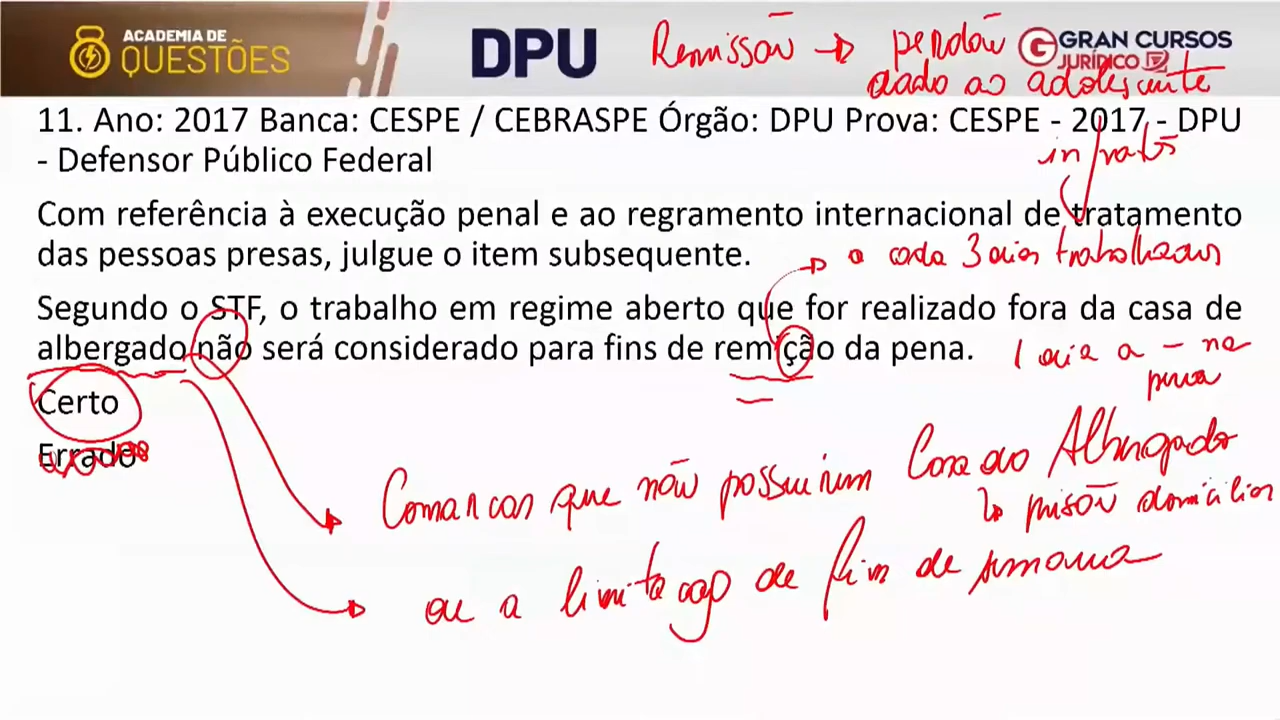 ACADEMIA DE
QUESTÕES
DPU
GRAN CURSOS
JURÍDICO
Remissão → perdão
dado ao adolescente
infrator
11. Ano: 2017 Banca: CESPE / CEBRASPE Órgão: DPU Prova: CESPE - 2017 - DPU
- Defensor Público Federal
Com referência à execução penal e ao regramento internacional de tratamento
das pessoas presas, julgue o item subsequente.
a cada 3 dias trabalhados
Segundo o STF, o trabalho em regime aberto que for realizado fora da casa de
albergado não será considerado para fins de remição da pena.
1 dia a - na
pena
Certo
Errado
Comarcas que não possuírem Casa do Albergado
↳ prisão domiciliar
ou a limitação de fim de semana